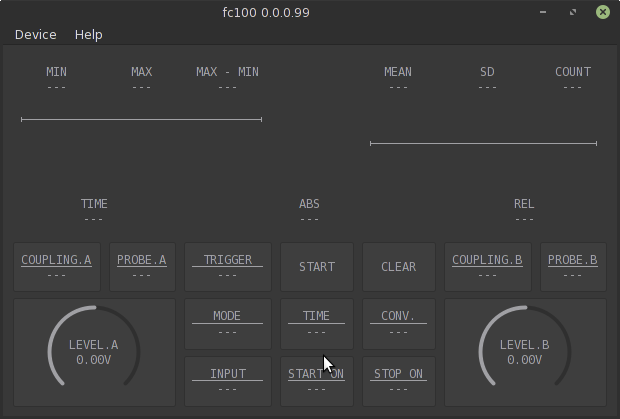 fc100 0.0.0.99
Device Help
MIN MAX MAX - MIN MEAN SD COUNT
--- --- --- --- --- ---
TIME ABS REL
--- --- ---
COUPLING.A PROBE.A TRIGGER START CLEAR COUPLING.B PROBE.B
--- --- --- --- ---
MODE TIME CONV.
--- --- ---
LEVEL.A LEVEL.B
0.00V 0.00V
INPUT START ON STOP ON
--- --- ---